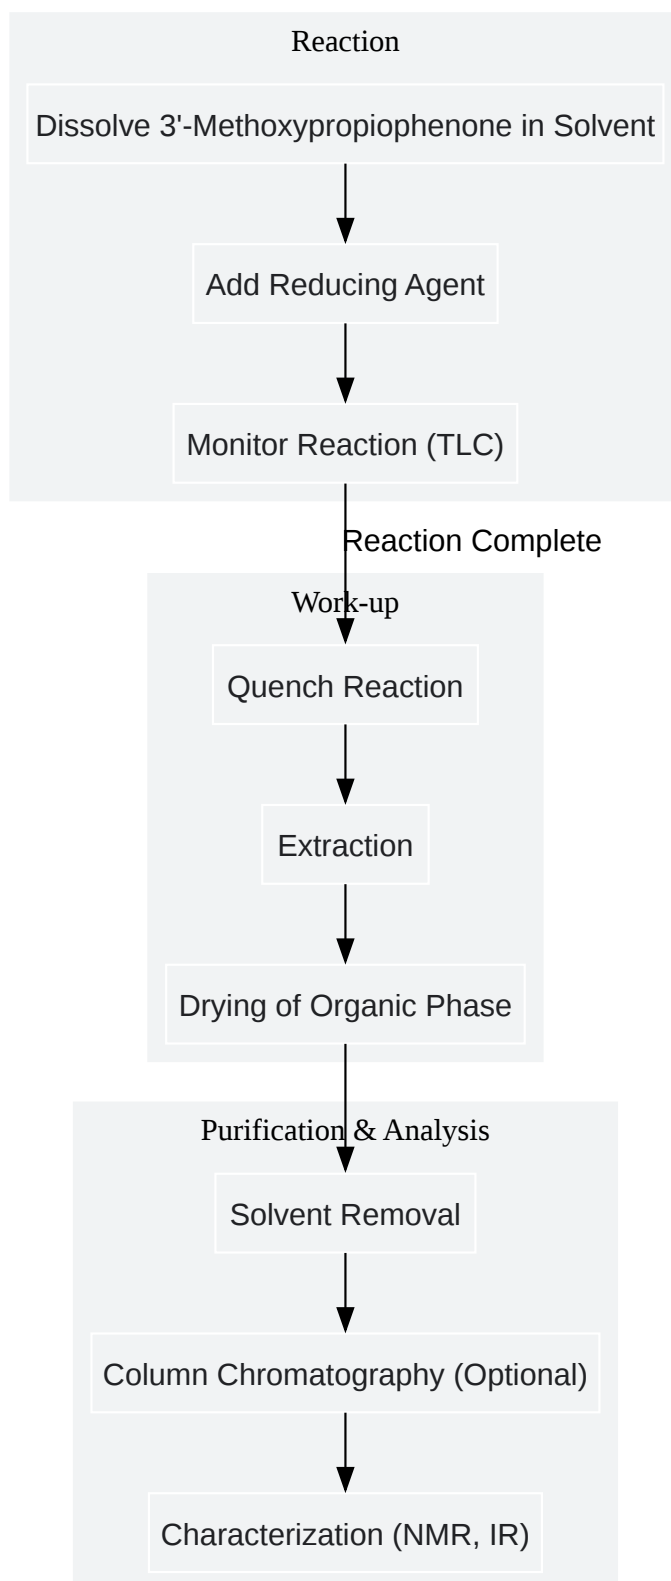 Reaction
Dissolve 3'-Methoxypropiophenone in Solvent
Add Reducing Agent
Monitor Reaction (TLC)
Reaction Complete
Work-up
Quench Reaction
Extraction
Drying of Organic Phase
Purification & Analysis
Solvent Removal
Column Chromatography (Optional)
Characterization (NMR, IR)